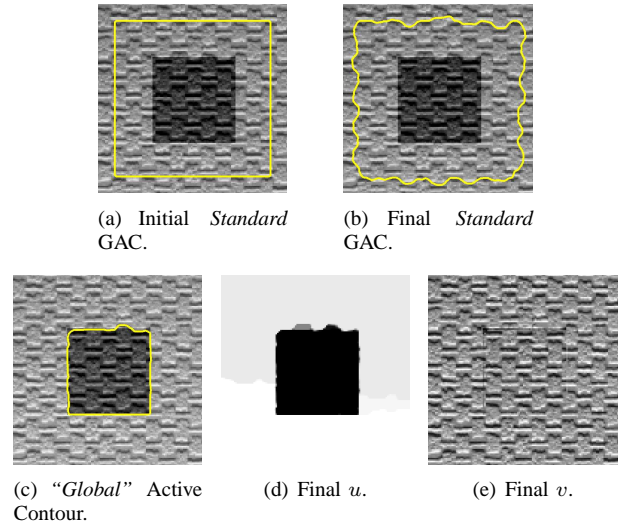 (a) Initial Standard
GAC.
(b) Final Standard
GAC.
(c) "Global" Active
Contour.
(d) Final u.
(e) Final v.